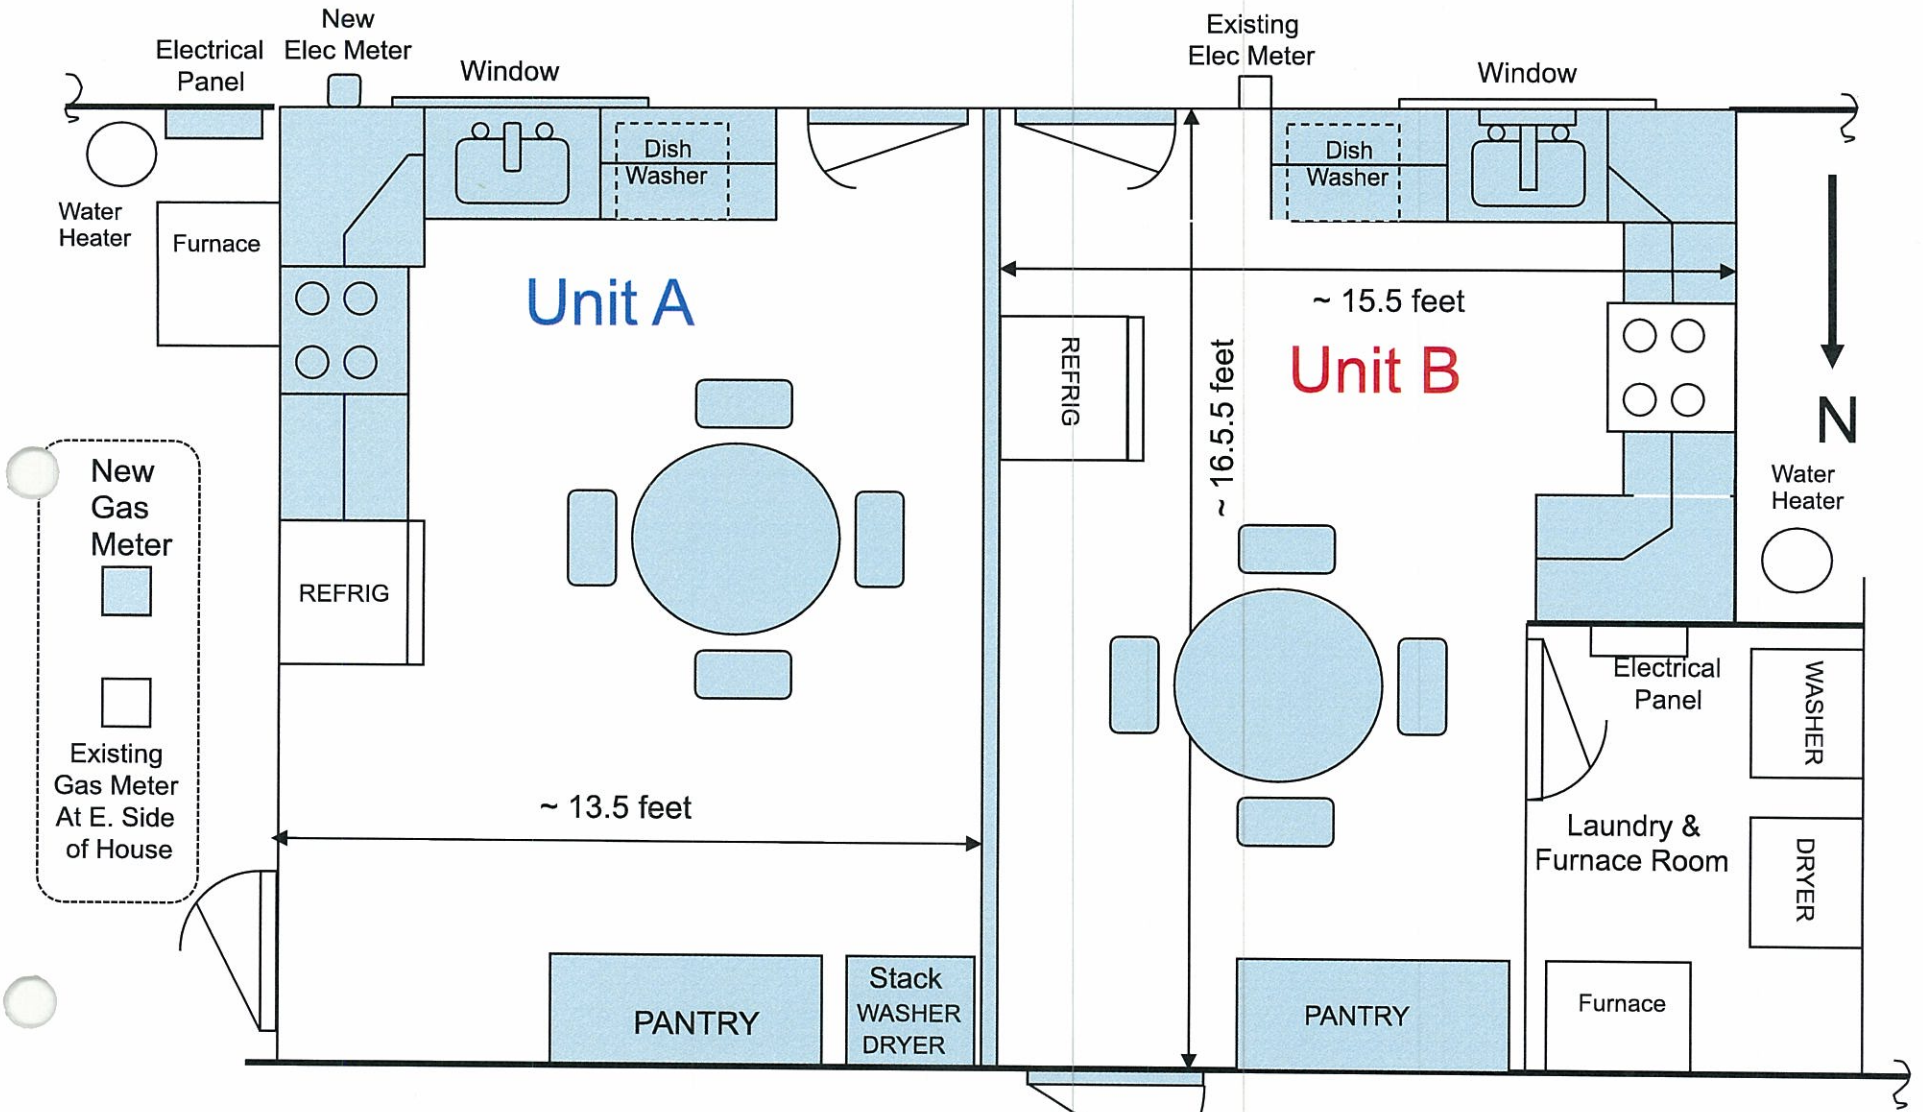 New
Elec Meter
Electrical
Panel
Window
Existing
Elec Meter
Window
Dish
Washer
Dish
Washer
Water
Heater
Furnace
Unit A
~ 15.5 feet
REFRIG
~ 16.5.5 feet
Unit B
N
New
Gas
Meter
Water
Heater
REFRIG
Electrical
Panel
WASHER
Existing
Gas Meter
At E. Side
of House
~ 13.5 feet
Laundry &
Furnace Room
DRYER
PANTRY
Stack
WASHER
DRYER
PANTRY
Furnace